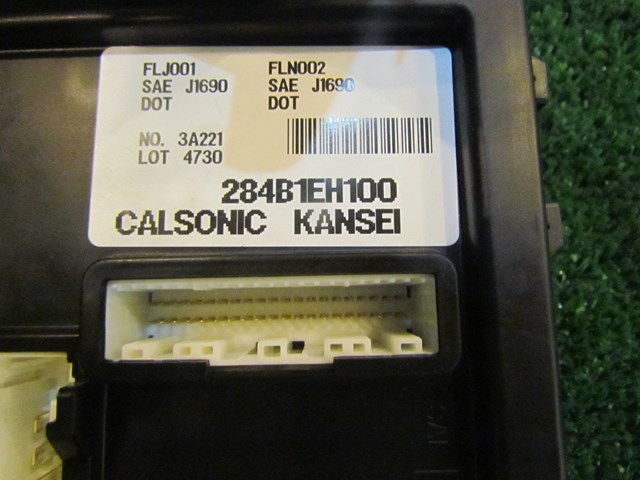 FLJ001 FLN002
SAE J1690 SAE J1690
DOT DOT
NO. 3A221
LOT 4730
284B1EH100
CALSONIC KANSEI